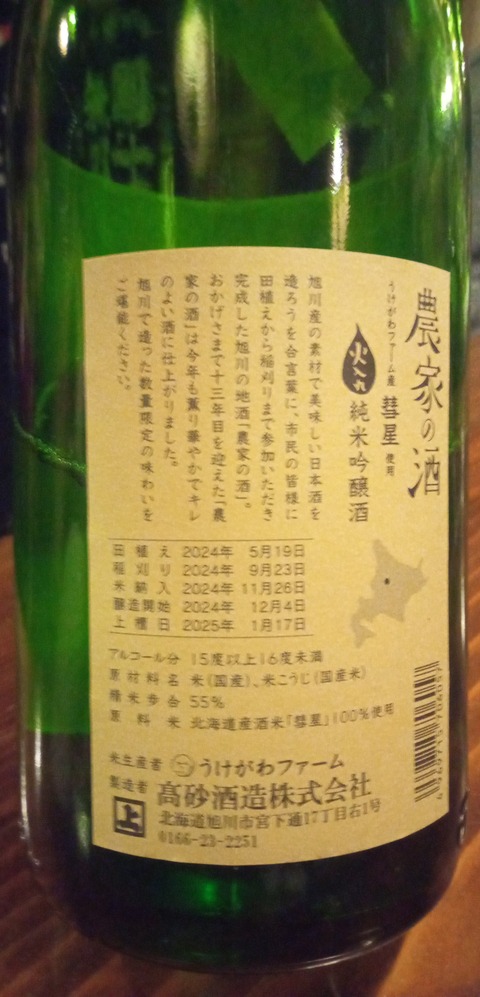 農家の酒
うけがわファーム産 彗星 使用
火入れ 純米吟醸酒
旭川産の素材で美味しい日本酒を
造ろうを合言葉に、市民の皆様に
田植えから稲刈りまで参加いただき
完成した旭川の地酒「農家の酒」。
おかげさまで十三年目を迎えた「農
家の酒」は今年も薫り華やかでキレ
のよい酒に仕上がりました。
旭川で造った数量限定の味わいを
ご堪能ください。
田植え 2024年 5月19日
稲刈り 2024年 9月23日
米納入 2024年 11月26日
醸造開始 2024年 12月4日
上槽日 2025年 1月17日
アルコール分 15度以上16度未満
原材料名 米(国産)、米こうじ(国産米)
精米歩合 55%
原料米 北海道産酒米「彗星」100%使用
米生産者 うけがわファーム
製造者 髙砂酒造株式会社
上 北海道旭川市宮下通17丁目右1号
0166-23-2251